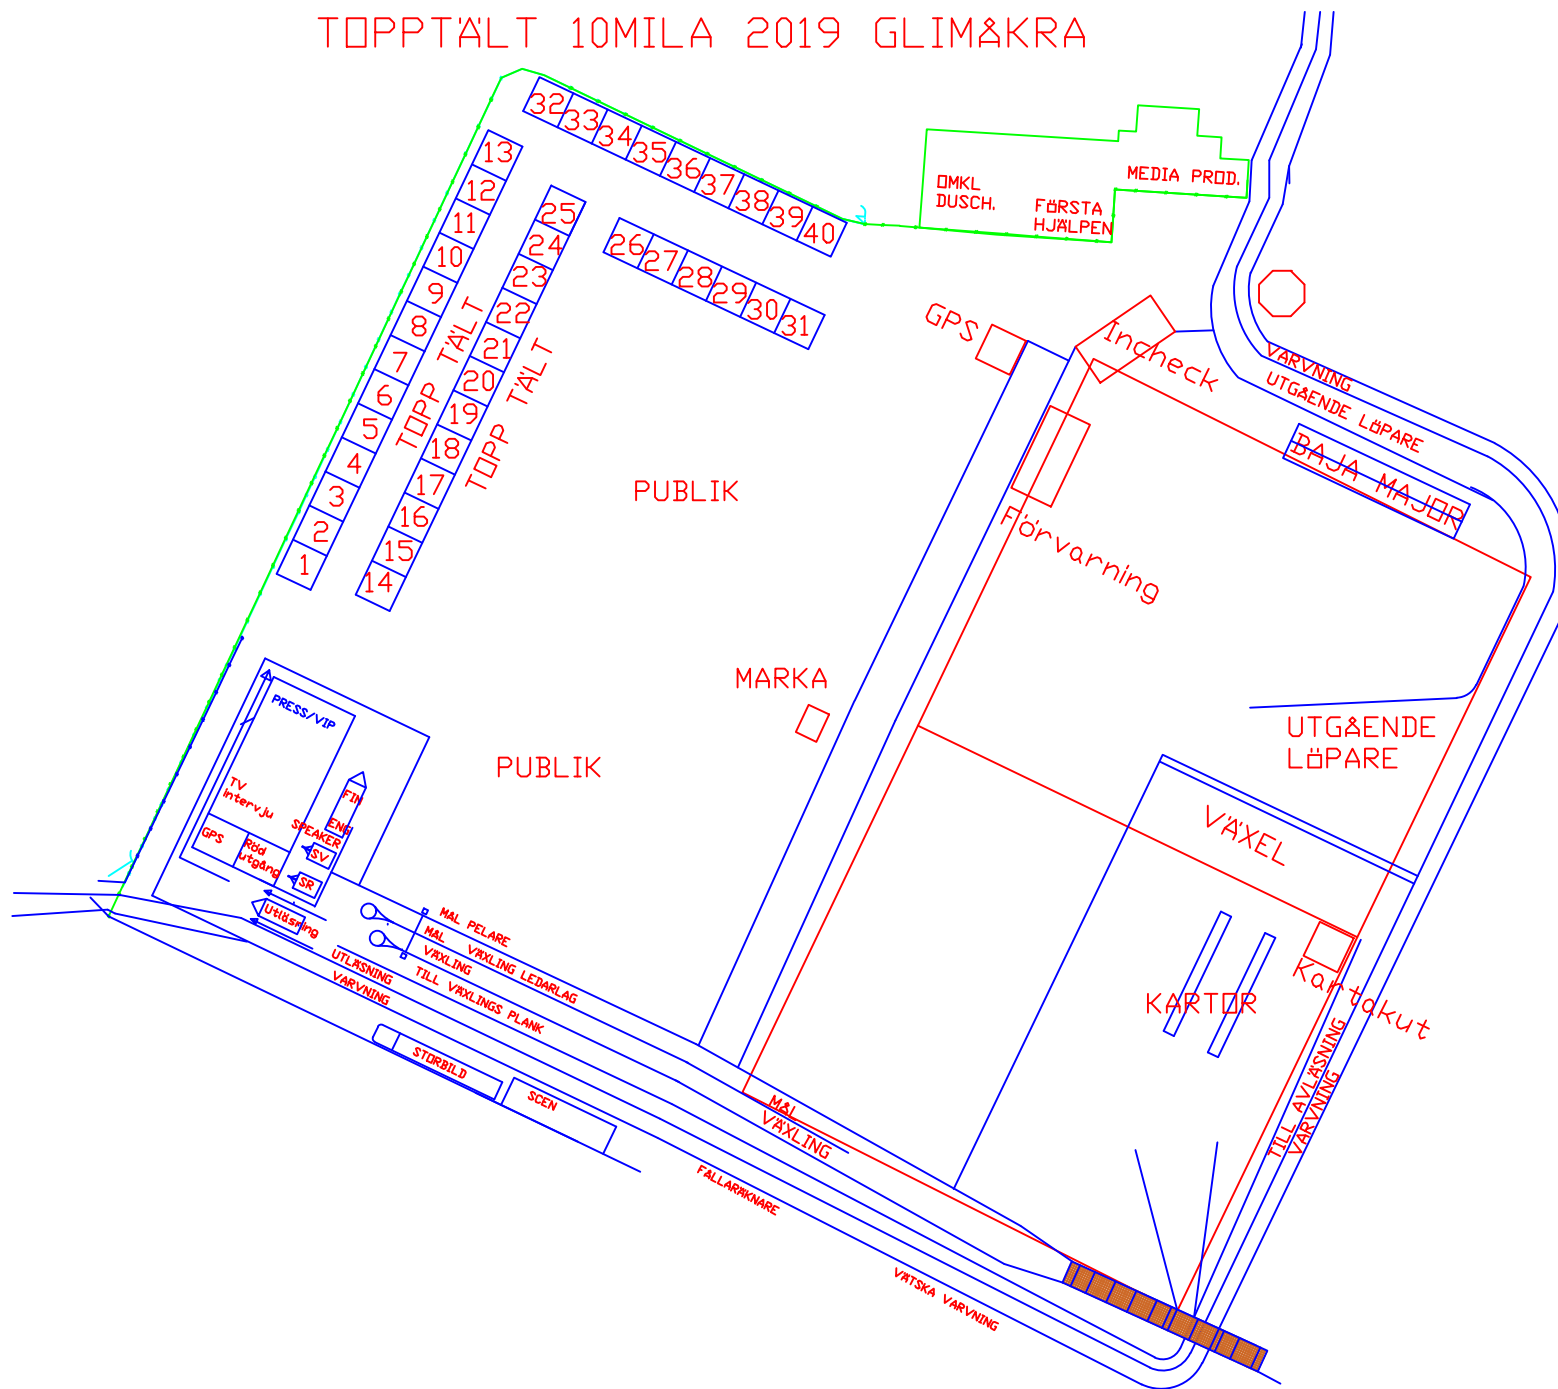 TOPPTÄLT 10MILA 2019 GLIMÅKRA
32
33
34
35
36
37
38
39
40
13
12
11
10
9
8
7
6
5
4
3
2
1
25
24
23
22
21
20
19
18
17
16
15
14
26
27
28
29
30
31
TOPP TÄLT
TOPP TÄLT
OMKL
DUSCH.
FÖRSTA
HJÄLPEN
MEDIA PROD.
GPS
Incheck
VARVNING
UTGÅENDE LÖPARE
BAJA MAJOR
PUBLIK
Förvarning
MARKA
PUBLIK
UTGÅENDE
LÖPARE
VÄXEL
PRESS/VIP
TV
Intervju
GPS
Röd
utgång
SPEAKER
FIN
ENG
SV
SR
Utläsning
MÅL PELARE
MÅL
VÄXLING LEDARLAG
VÄXLING
TILL VÄXLINGS PLANK
UTLÄSNING
VARVNING
STORBILD
SCEN
KARTOR
Kartakut
TILL AVLÄSNING
VARVNING
MÅL
VÄXLING
FÅLLARÄKNARE
VÄTSKA VARVNING